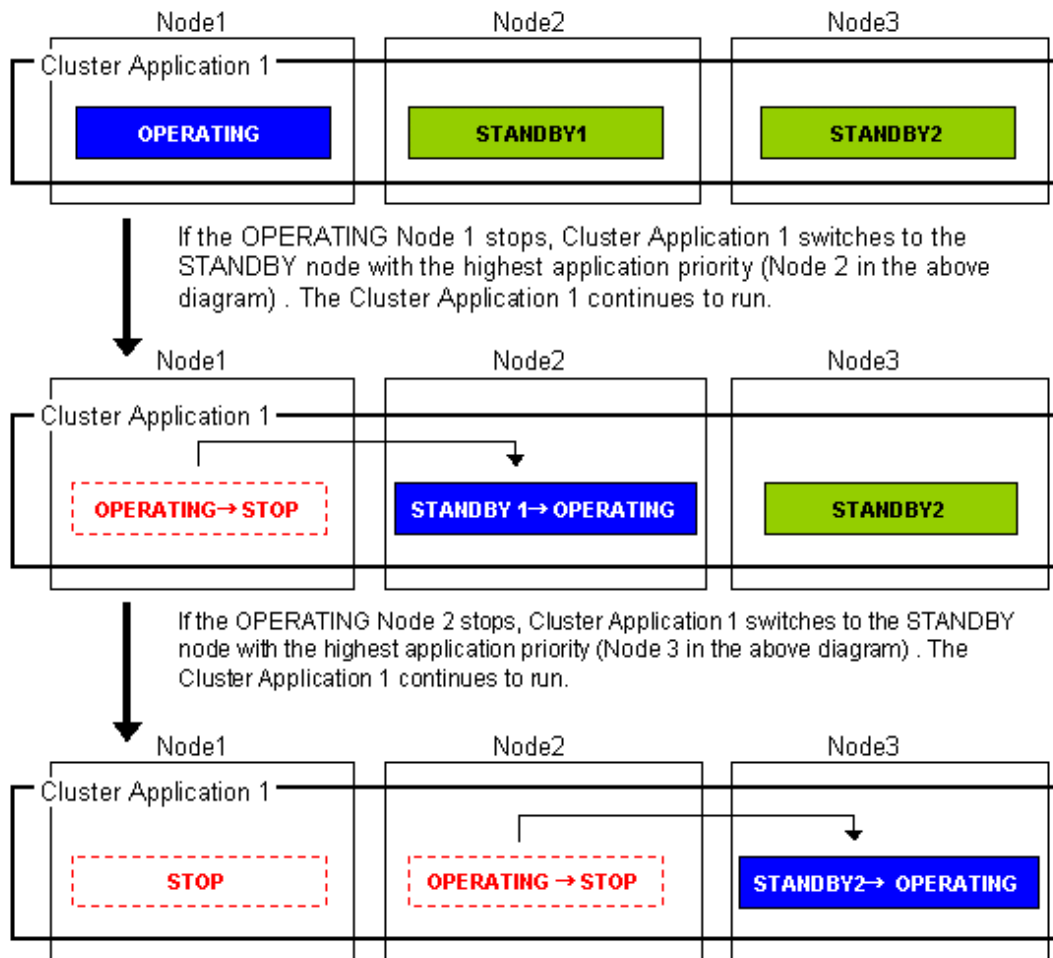 Node1 Node2 Node3
Cluster Application 1
OPERATING STANDBY1 STANDBY2
If the OPERATING Node 1 stops, Cluster Application 1 switches to the
STANDBY node with the highest application priority (Node 2 in the above
diagram) . The Cluster Application 1 continues to run.
Node1 Node2 Node3
Cluster Application 1
OPERATING→ STOP STANDBY 1→ OPERATING STANDBY2
If the OPERATING Node 2 stops, Cluster Application 1 switches to the STANDBY
node with the highest application priority (Node 3 in the above diagram) . The
Cluster Application 1 continues to run.
Node1 Node2 Node3
Cluster Application 1
STOP OPERATING → STOP STANDBY2→ OPERATING